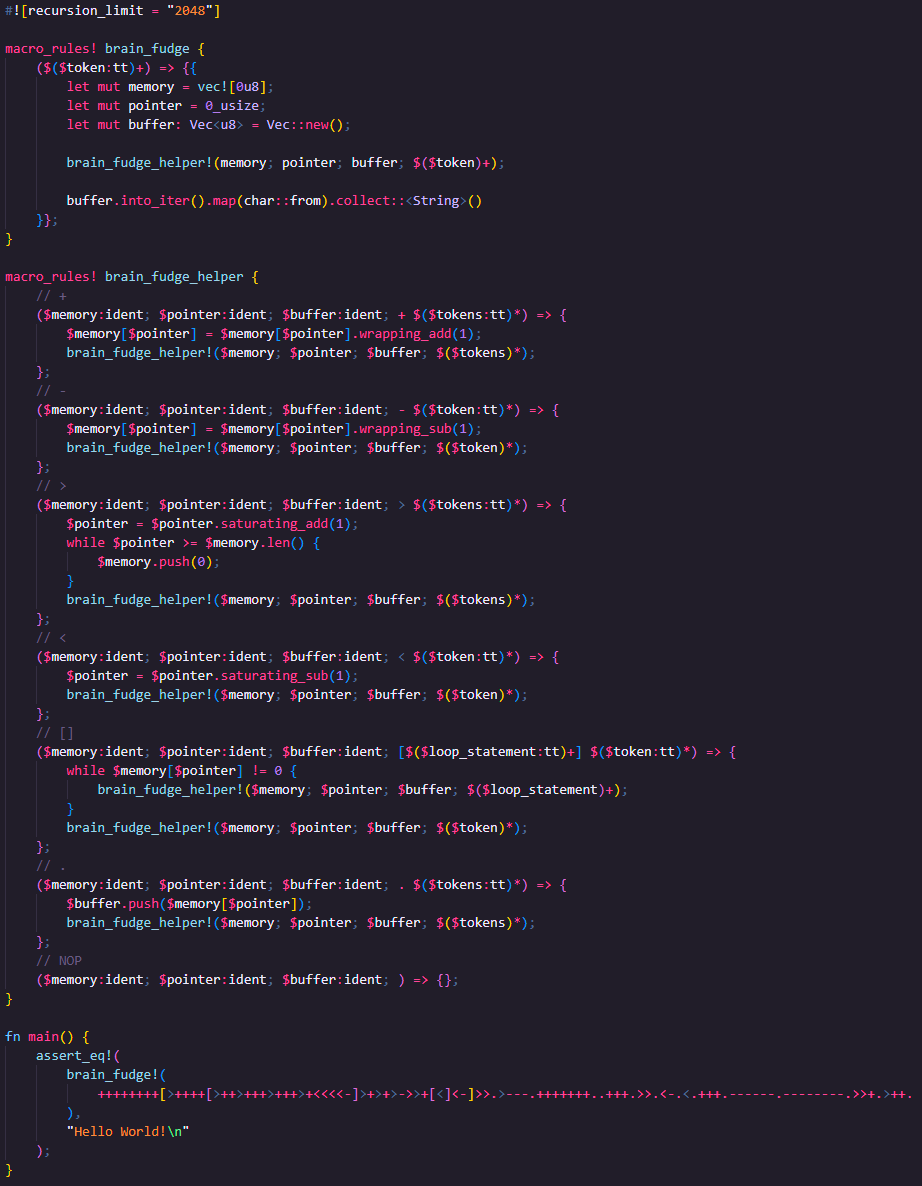 #![recursion_limit = "2048"]
macro_rules! brain_fudge {
    ($($token:tt)+) => {{
        let mut memory = vec![0u8];
        let mut pointer = 0_usize;
        let mut buffer: Vec<u8> = Vec::new();
        brain_fudge_helper!(memory; pointer; buffer; $($token)+);
        buffer.into_iter().map(char::from).collect::<String>()
    }};
}
macro_rules! brain_fudge_helper {
    // +
    ($memory:ident; $pointer:ident; $buffer:ident; + $($tokens:tt)*) => {
        $memory[$pointer] = $memory[$pointer].wrapping_add(1);
        brain_fudge_helper!($memory; $pointer; $buffer; $($tokens)*);
    };
    // -
    ($memory:ident; $pointer:ident; $buffer:ident; - $($token:tt)*) => {
        $memory[$pointer] = $memory[$pointer].wrapping_sub(1);
        brain_fudge_helper!($memory; $pointer; $buffer; $($token)*);
    };
    // >
    ($memory:ident; $pointer:ident; $buffer:ident; > $($tokens:tt)*) => {
        $pointer = $pointer.saturating_add(1);
        while $pointer >= $memory.len() {
            $memory.push(0);
        }
        brain_fudge_helper!($memory; $pointer; $buffer; $($tokens)*);
    };
    // <
    ($memory:ident; $pointer:ident; $buffer:ident; < $($token:tt)*) => {
        $pointer = $pointer.saturating_sub(1);
        brain_fudge_helper!($memory; $pointer; $buffer; $($token)*);
    };
    // []
    ($memory:ident; $pointer:ident; $buffer:ident; [$($loop_statement:tt)+] $($token:tt)*) => {
        while $memory[$pointer] != 0 {
            brain_fudge_helper!($memory; $pointer; $buffer; $($loop_statement)+);
        }
        brain_fudge_helper!($memory; $pointer; $buffer; $($token)*);
    };
    // .
    ($memory:ident; $pointer:ident; $buffer:ident; . $($tokens:tt)*) => {
        $buffer.push($memory[$pointer]);
        brain_fudge_helper!($memory; $pointer; $buffer; $($tokens)*);
    };
    // NOP
    ($memory:ident; $pointer:ident; $buffer:ident; ) => {};
}
fn main() {
    assert_eq!(
        brain_fudge!(
            ++++++++[>++++[>++>+++>+++>+<<<<-]>+>+>->>+[<]<-]>>.>---.+++++++..+++.>>.<-.<.+++.------.--------.>>+.>++.
        ),
        "Hello World!\n"
    );
}